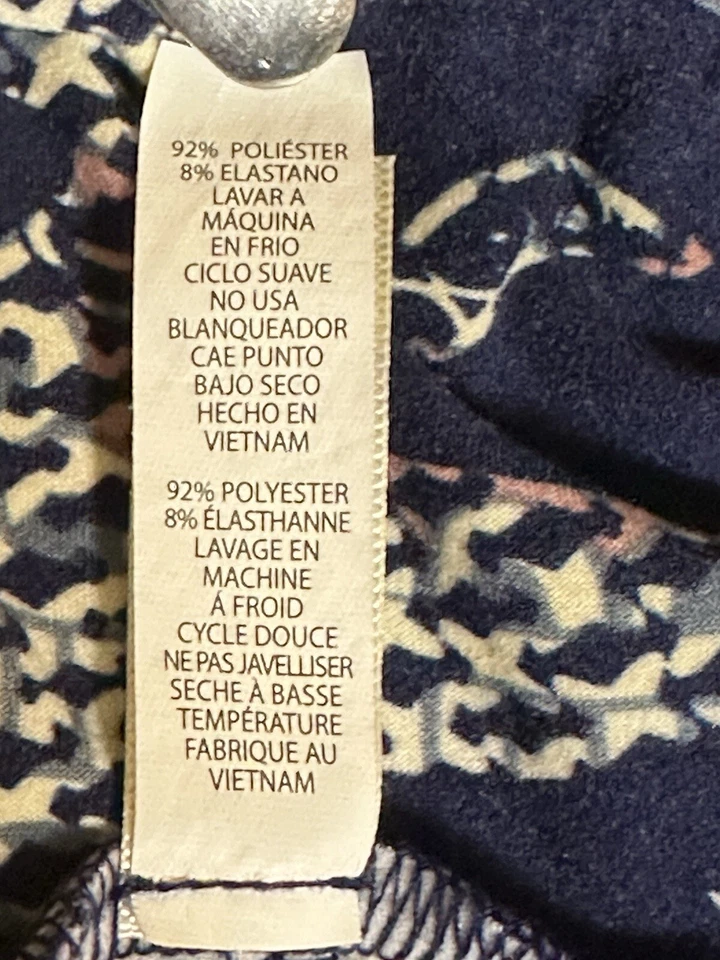 92% POLIÉSTER
8% ELASTANO
LAVAR A
MÁQUINA
EN FRIO
CICLO SUAVE
NO USA
BLANQUEADOR
CAE PUNTO
BAJO SECO
HECHO EN
VIETNAM
92% POLYESTER
8% ÉLASTHANNE
LAVAGE EN
MACHINE
Á FROID
CYCLE DOUCE
NE PAS JAVELLISER
SECHE À BASSE
TEMPÉRATURE
FABRIQUE AU
VIETNAM